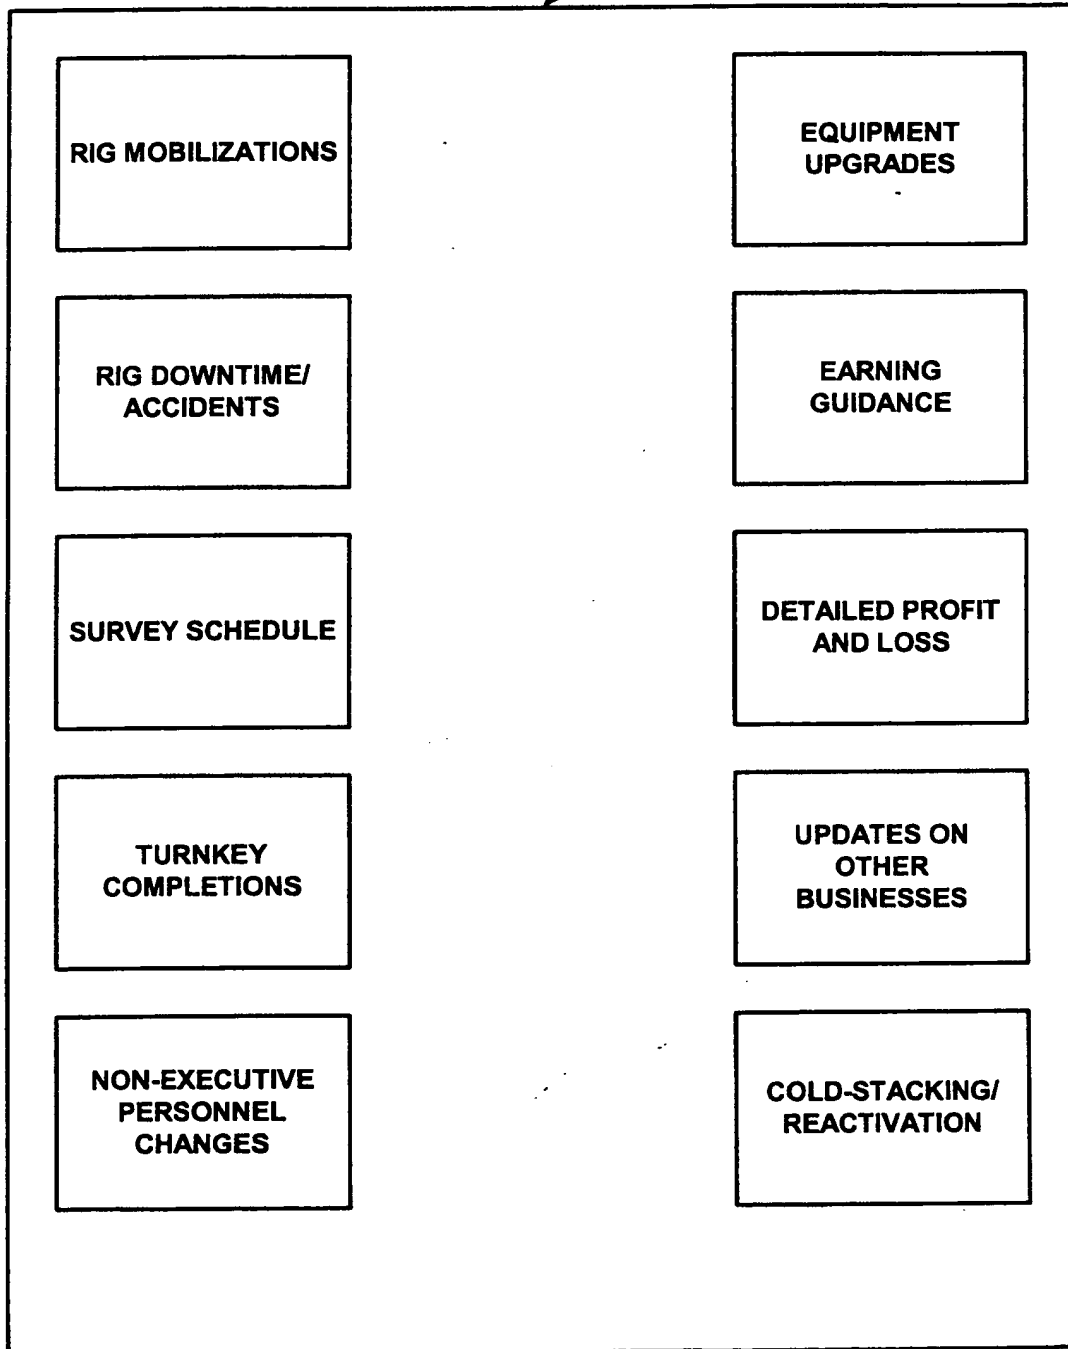 RIG MOBILIZATIONS
EQUIPMENT
UPGRADES
RIG DOWNTIME/
ACCIDENTS
EARNING
GUIDANCE
SURVEY SCHEDULE
DETAILED PROFIT
AND LOSS
TURNKEY
COMPLETIONS
UPDATES ON
OTHER
BUSINESSES
NON-EXECUTIVE
PERSONNEL
CHANGES
COLD-STACKING/
REACTIVATION